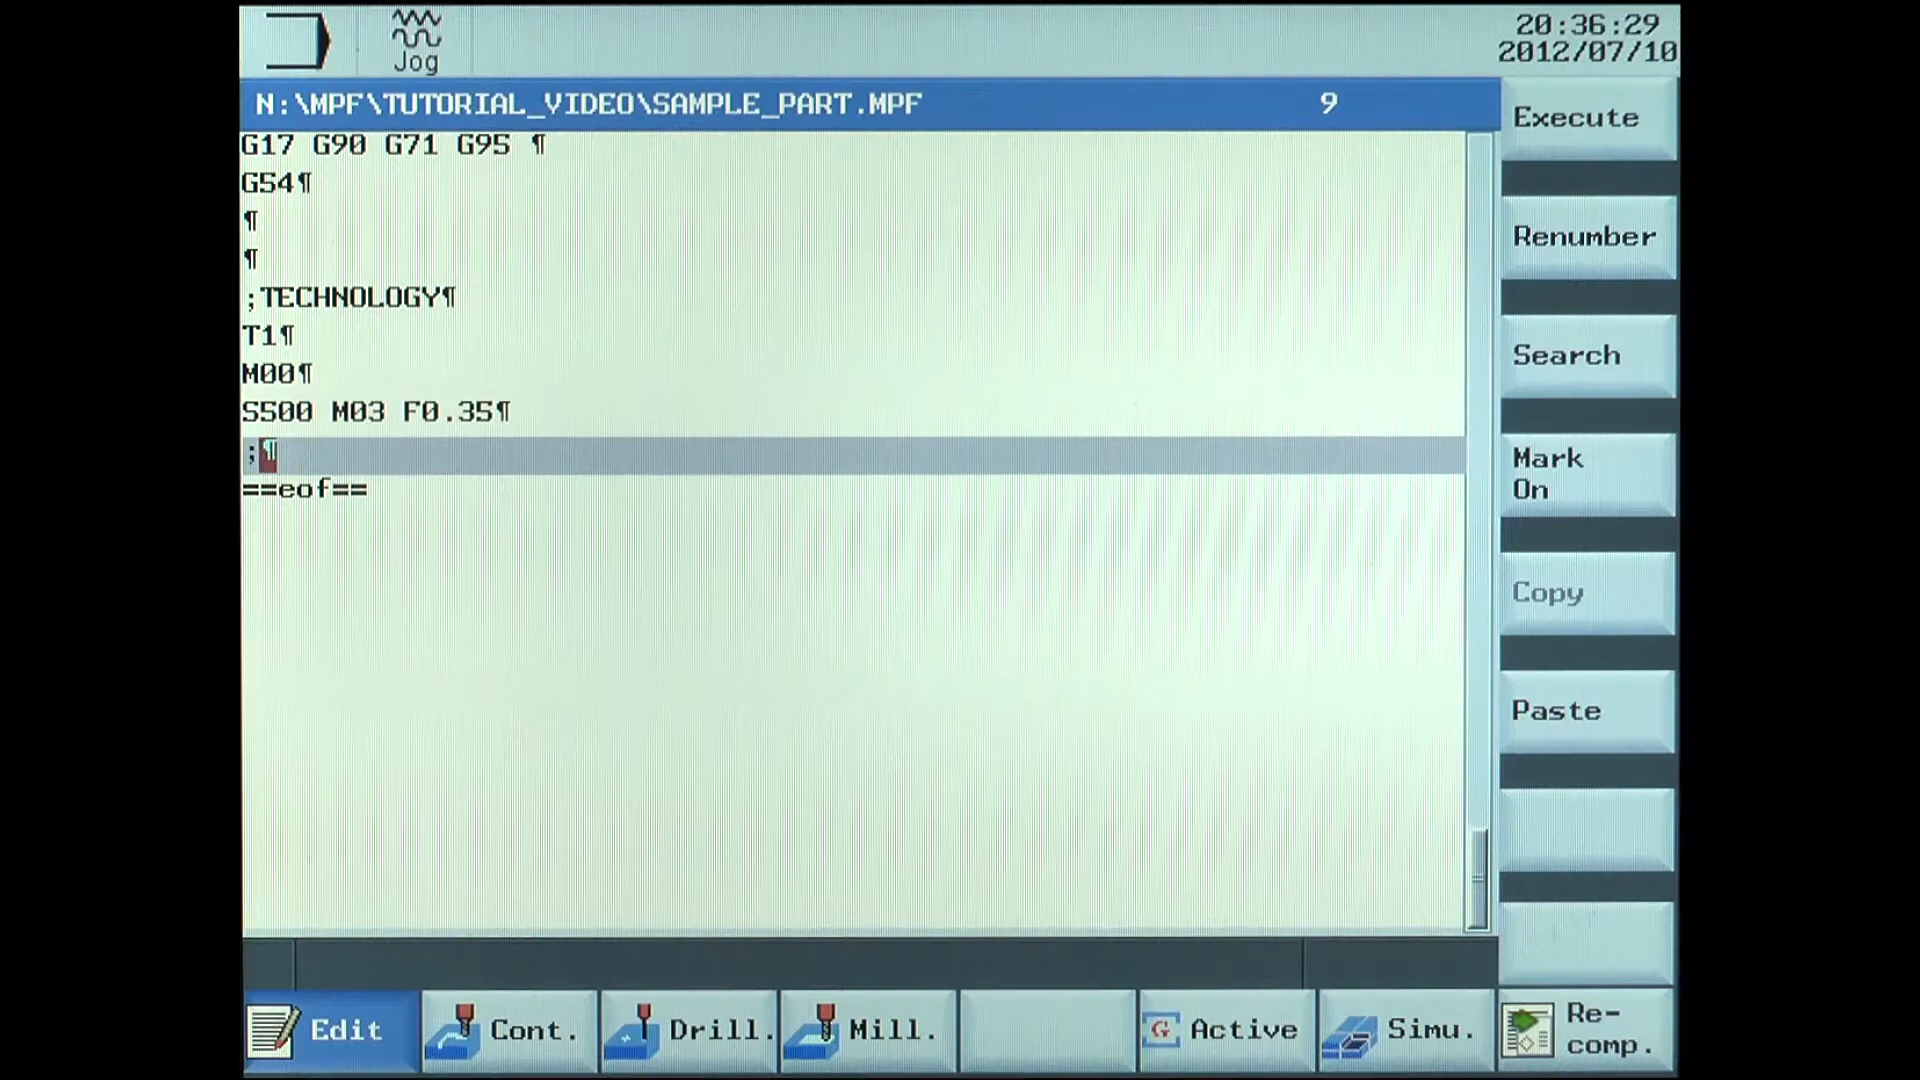 Jog
20:36:29
2012/07/10
N:\MPF\TUTORIAL_VIDEO\SAMPLE_PART.MPF 9
G17 G90 G71 G95 ¶
G54¶
¶
¶
;TECHNOLOGY¶
T1¶
M00¶
S500 M03 F0.35¶
;¶
==eof==
Execute
Renumber
Search
Mark
On
Copy
Paste
Edit
Cont.
Drill.
Mill.
G Active
Simu.
Re-
comp.